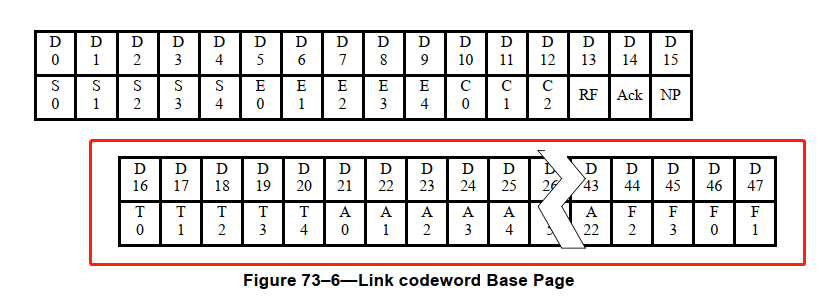 D D D D D D D D D D D D D D D D
0 1 2 3 4 5 6 7 8 9 10 11 12 13 14 15
S S S S S E E E E E C C C RF Ack NP
0 1 2 3 4 0 1 2 3 4 0 1 2
D D D D D D D D D D D D D D D D
16 17 18 19 20 21 22 23 24 25 26 43 44 45 46 47
T T T T T A A A A A A F F F F
0 1 2 3 4 0 1 2 3 4 22 2 3 0 1
Figure 73–6—Link codeword Base Page